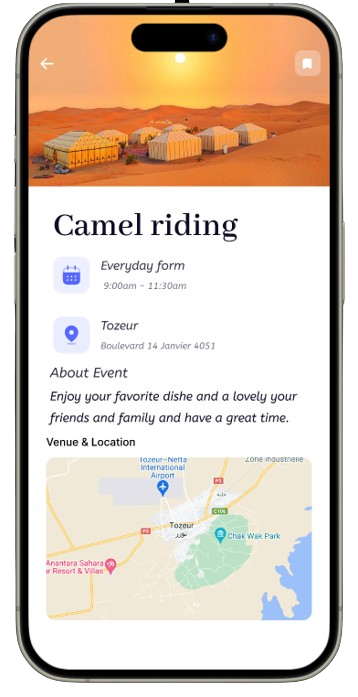 Camel riding
Everyday form
9:00am - 11:30am
Tozeur
Boulevard 14 Janvier 4051
About Event
Enjoy your favorite dishe and a lovely your
friends and family and have a great time.
Venue & Location
Tozeur–Nefta
International
Airport
Zone Industrielle
P3
حامة
C106
P3
Tozeur
توزر
Chak Wak Park
Anantara Sahara
ur Resort & Villas